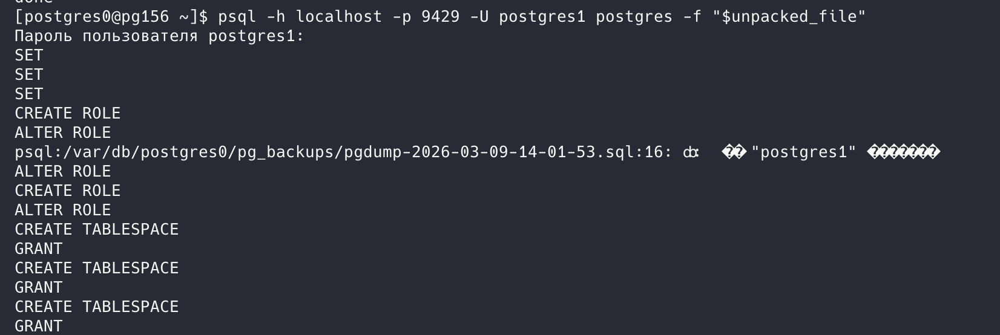 done
[postgres0@pg156 ~]$ psql -h localhost -p 9429 -U postgres1 postgres -f "$unpacked_file"
Пароль пользователя postgres1:
SET
SET
SET
CREATE ROLE
ALTER ROLE
psql:/var/db/postgres0/pg_backups/pgdump-2026-03-09-14-01-53.sql:16: "postgres1"
ALTER ROLE
CREATE ROLE
ALTER ROLE
CREATE TABLESPACE
GRANT
CREATE TABLESPACE
GRANT
CREATE TABLESPACE
GRANT